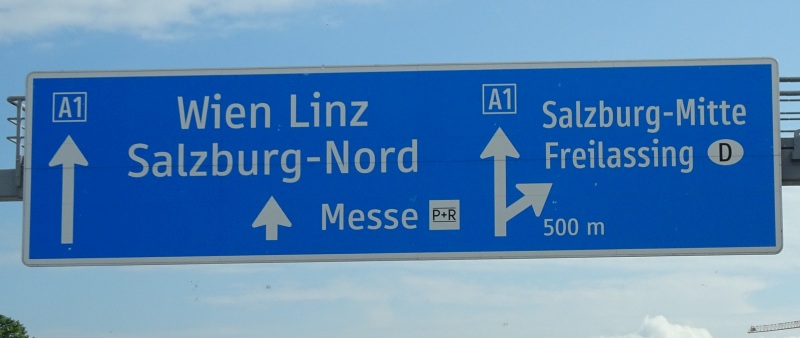 A1
Wien Linz
Salzburg-Nord
Messe P+R
A1
Salzburg-Mitte
Freilassing D
500 m